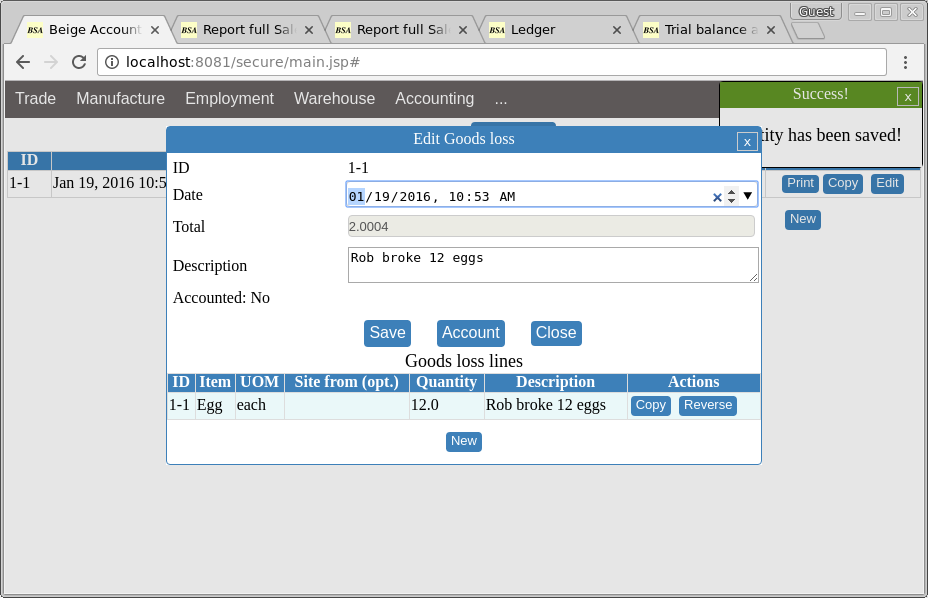 Guest
BSA Beige Account
BSA Report full Sal
BSA Report full Sal
BSA Ledger
BSA Trial balance a
localhost:8081/secure/main.jsp#
Trade Manufacture Employment Warehouse Accounting ...
Success! x
has been saved!
Edit Goods loss x
ID
1-1 Jan 19, 2016 10:5
Print Copy Edit
New
ID 1-1
Date 01/19/2016, 10:53 AM
Total 2.0004
Description Rob broke 12 eggs
Accounted: No
Save Account Close
Goods loss lines
ID Item UOM Site from (opt.) Quantity Description Actions
1-1 Egg each 12.0 Rob broke 12 eggs Copy Reverse
New